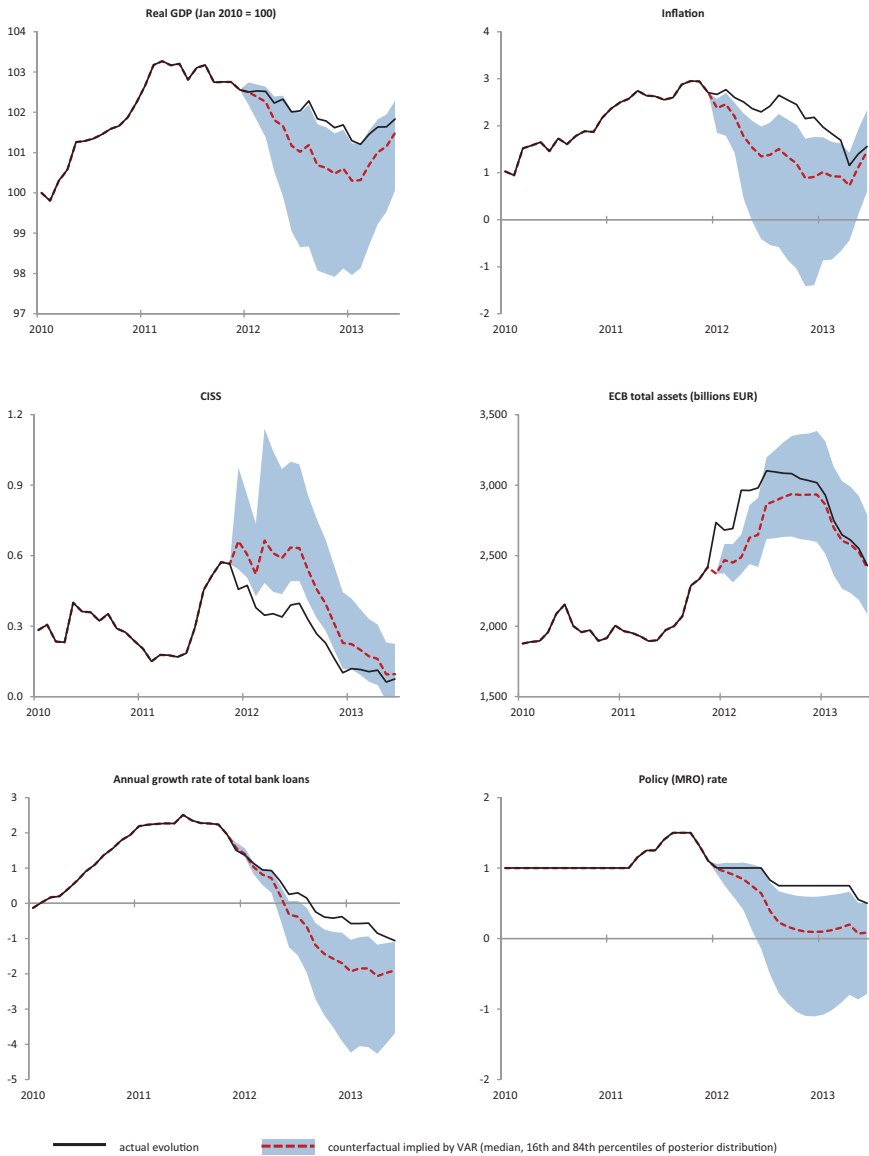 Real GDP (Jan 2010 = 100)
104
103
102
101
100
99
98
97
2010 2011 2012 2013
Inflation
4
3
2
1
0
-1
-2
2010 2011 2012 2013
CISS
1.2
0.9
0.6
0.3
0.0
2010 2011 2012 2013
ECB total assets (billions EUR)
3,500
3,000
2,500
2,000
1,500
2010 2011 2012 2013
Annual growth rate of total bank loans
3
2
1
0
-1
-2
-3
-4
-5
2010 2011 2012 2013
Policy (MRO) rate
2
1
0
-1
-2
2010 2011 2012 2013
actual evolution
counterfactual implied by VAR (median, 16th and 84th percentiles of posterior distribution)